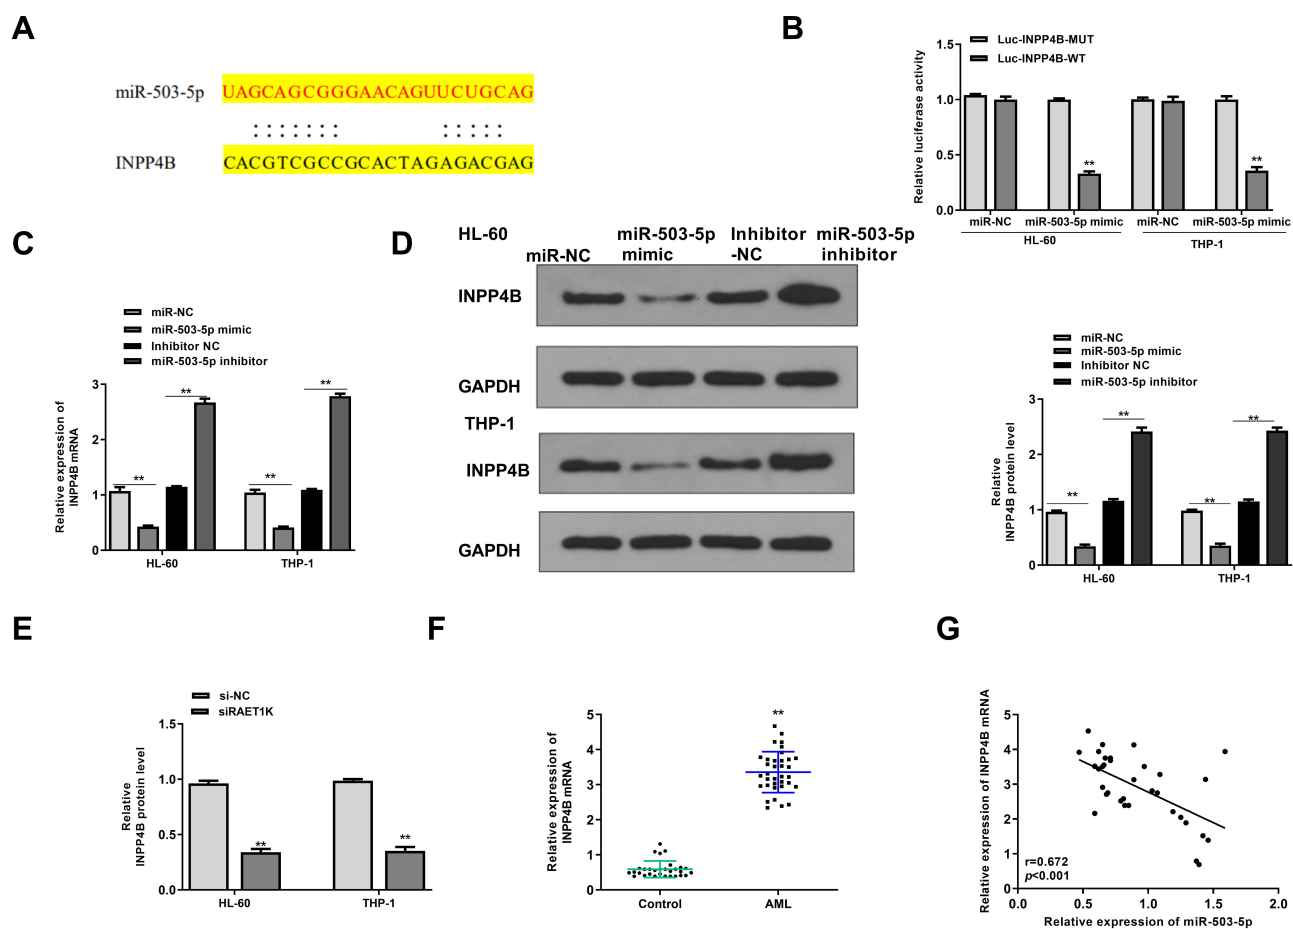 A
miR-503-5p UAGCAGCGGGAACAGUUCUGCAG
: : : : : : : : : : : :
INPP4B CACGTCGCCGCACTAGAGACGAG
B
Luc-INPP4B-MUT
Luc-INPP4B-WT
Relative luciferase activity
1.5
1.0
0.5
0.0
**
**
miR-NC miR-503-5p mimic miR-NC miR-503-5p mimic
HL-60 THP-1
C
miR-NC
miR-503-5p mimic
Inhibitor NC
miR-503-5p inhibitor
Relative expression of
INPP4B mRNA
3
2
1
0
** ** ** **
HL-60 THP-1
D
HL-60
miR-NC
miR-503-5p
mimic
Inhibitor
-NC
miR-503-5p
inhibitor
INPP4B
GAPDH
THP-1
INPP4B
GAPDH
miR-NC
miR-503-5p mimic
Inhibitor NC
miR-503-5p inhibitor
Relative
INPP4B protein level
3
2
1
0
** ** ** **
HL-60 THP-1
E
si-NC
siRAET1K
Relative
INPP4B protein level
1.5
1.0
0.5
0.0
** **
HL-60 THP-1
F
Relative expression of
INPP4B mRNA
5
4
3
2
1
0
**
Control AML
G
Relative expression of INPP4B mRNA
5
4
3
2
1
0
r=0.672
p<0.001
0.0 0.5 1.0 1.5 2.0
Relative expression of miR-503-5p